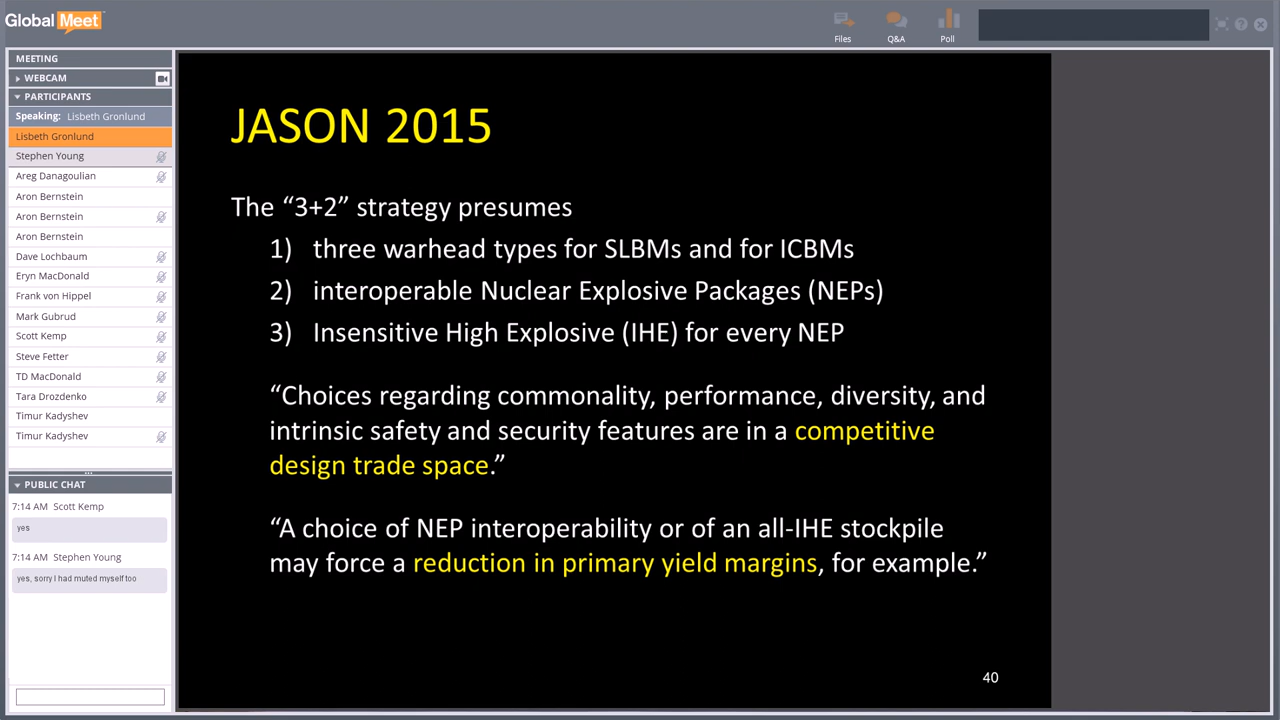 Global Meet
Files
Q&A
Poll
MEETING
WEBCAM
PARTICIPANTS
Speaking: Lisbeth Gronlund
Lisbeth Gronlund
Stephen Young
Areg Danagoulian
Aron Bernstein
Aron Bernstein
Aron Bernstein
Dave Lochbaum
Eryn MacDonald
Frank von Hippel
Mark Gubrud
Scott Kemp
Steve Fetter
TD MacDonald
Tara Drozdenko
Timur Kadyshev
Timur Kadyshev
PUBLIC CHAT
7:14 AM Scott Kemp
yes
7:14 AM Stephen Young
yes, sorry I had muted myself too
JASON 2015
The “3+2” strategy presumes
1) three warhead types for SLBMs and for ICBMs
2) interoperable Nuclear Explosive Packages (NEPs)
3) Insensitive High Explosive (IHE) for every NEP
“Choices regarding commonality, performance, diversity, and
intrinsic safety and security features are in a competitive
design trade space.”
“A choice of NEP interoperability or of an all-IHE stockpile
may force a reduction in primary yield margins, for example.”
40